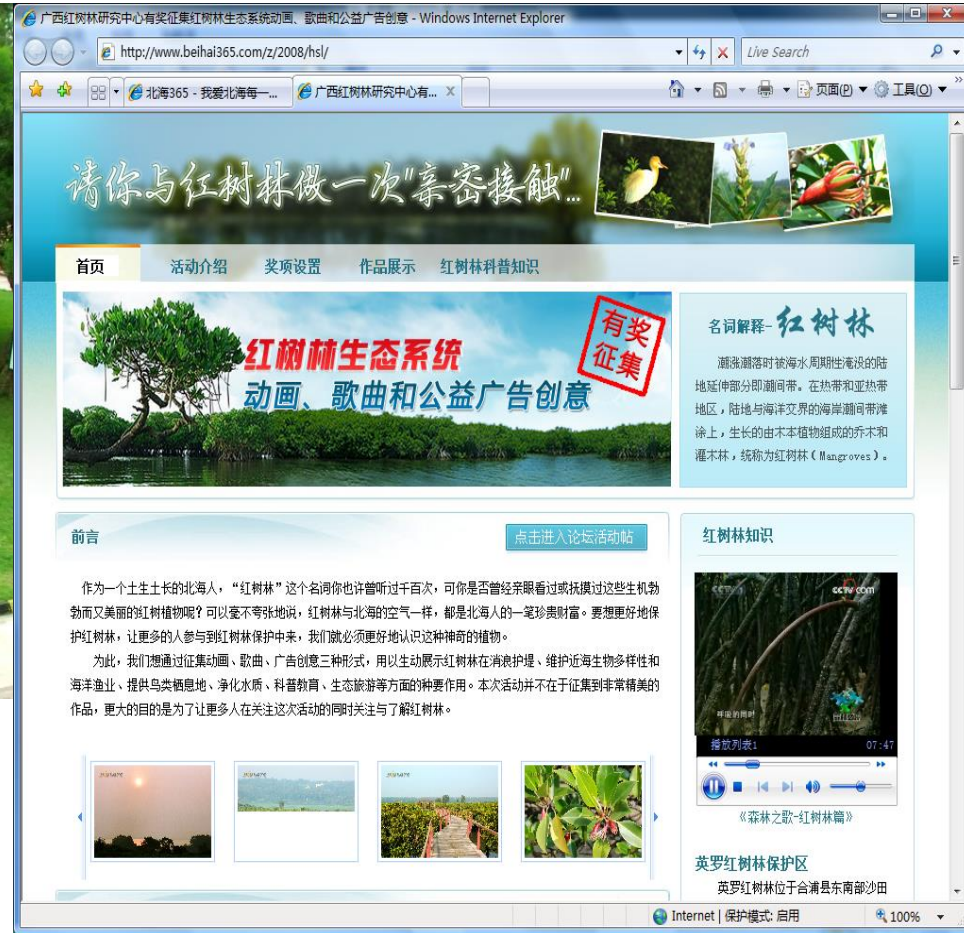 广西红树林研究中心有奖征集红树林生态系统动画、歌曲和公益广告创意 - Windows Internet Explorer
http://www.beihai365.com/z/2008/hsl/
Live Search
北海365 - 我爱北海每一...
广西红树林研究中心有...
页面(P)
工具(O)
请你与红树林做一次"亲密接触"...
首页 活动介绍 奖项设置 作品展示 红树林科普知识
红树林生态系统
动画、歌曲和公益广告创意
有奖
征集
名词解释-红树林
潮涨潮落时被海水周期性淹没的陆
地延伸部分即潮间带。在热带和亚热带
地区，陆地与海洋交界的海岸潮间带滩
涂上，生长的由木本植物组成的乔木和
灌木林，统称为红树林（Mangroves）。
前言
点击进入论坛活动帖
作为一个土生土长的北海人，“红树林”这个名词你也许曾听过千百次，可你是否曾经亲眼看过或抚摸过这些生机勃
勃而又美丽的红树植物呢？可以毫不夸张地说，红树林与北海的空气一样，都是北海人的一笔珍贵财富。要想更好地保
护红树林，让更多的人参与到红树林保护中来，我们就必须更好地认识这种神奇的植物。
为此，我们想通过征集动画、歌曲、广告创意三种形式，用以生动展示红树林在消浪护堤、维护近海生物多样性和
海洋渔业、提供鸟类栖息地、净化水质、科普教育、生态旅游等方面的种要作用。本次活动并不在于征集到非常精美的
作品，更大的目的是为了让更多人在关注这次活动的同时关注与了解红树林。
红树林知识
cctv.com
呼吸的同时
播放列表1 07:47
《森林之歌-红树林篇》
英罗红树林保护区
英罗红树林位于合浦县东南部沙田
Internet | 保护模式: 启用
100%